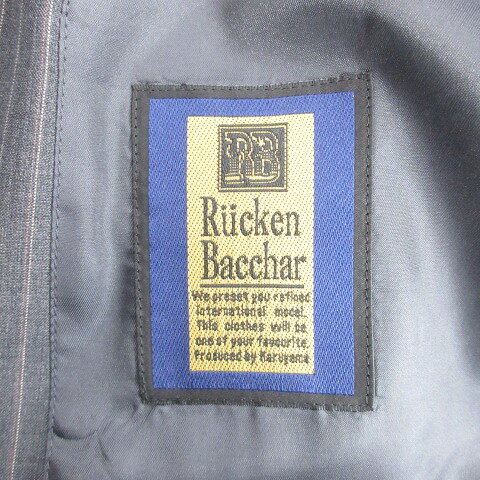 RB
Rücken
Bacchar
We preset you refined
international model.
This clothes will be
one of your favourite.
Produced by Maruyama